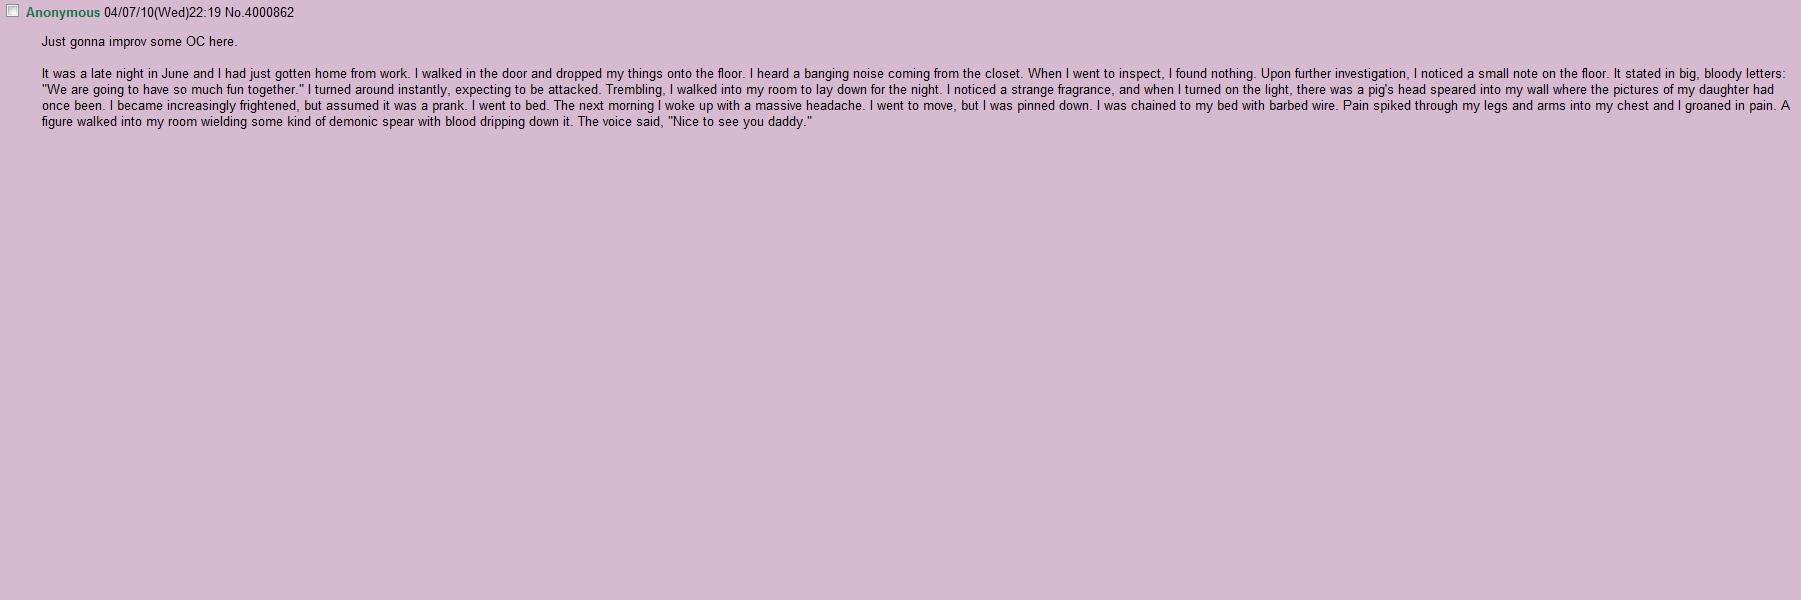 Anonymous 04/07/10(Wed)22:19 No.4000862
Just gonna improv some OC here.
It was a late night in June and I had just gotten home from work. I walked in the door and dropped my things onto the floor. I heard a banging noise coming from the closet. When I went to inspect, I found nothing. Upon further investigation, I noticed a small note on the floor. It stated in big, bloody letters:
"We are going to have so much fun together." I turned around instantly, expecting to be attacked. Trembling, I walked into my room to lay down for the night. I noticed a strange fragrance, and when I turned on the light, there was a pig's head speared into my wall where the pictures of my daughter had
once been. I became increasingly frightened, but assumed it was a prank. I went to bed. The next morning I woke up with a massive headache. I went to move, but I was pinned down. I was chained to my bed with barbed wire. Pain spiked through my legs and arms into my chest and I groaned in pain. A
figure walked into my room wielding some kind of demonic spear with blood dripping down it. The voice said, "Nice to see you daddy."